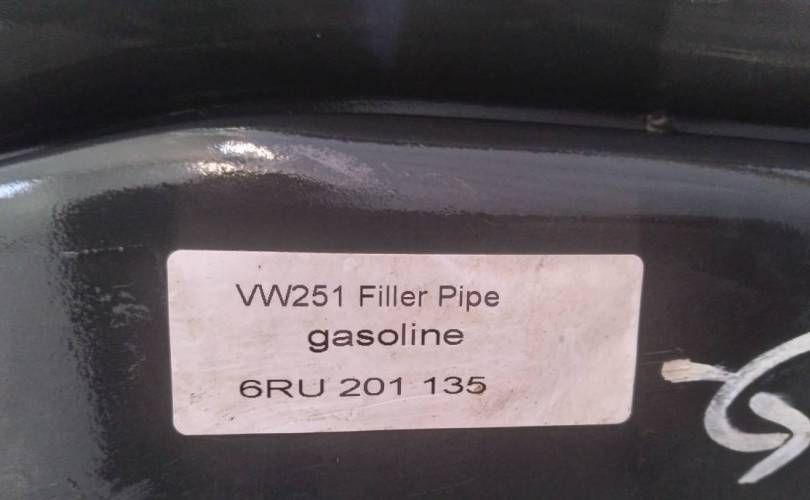 VW251 Filler Pipe
gasoline
6RU 201 135